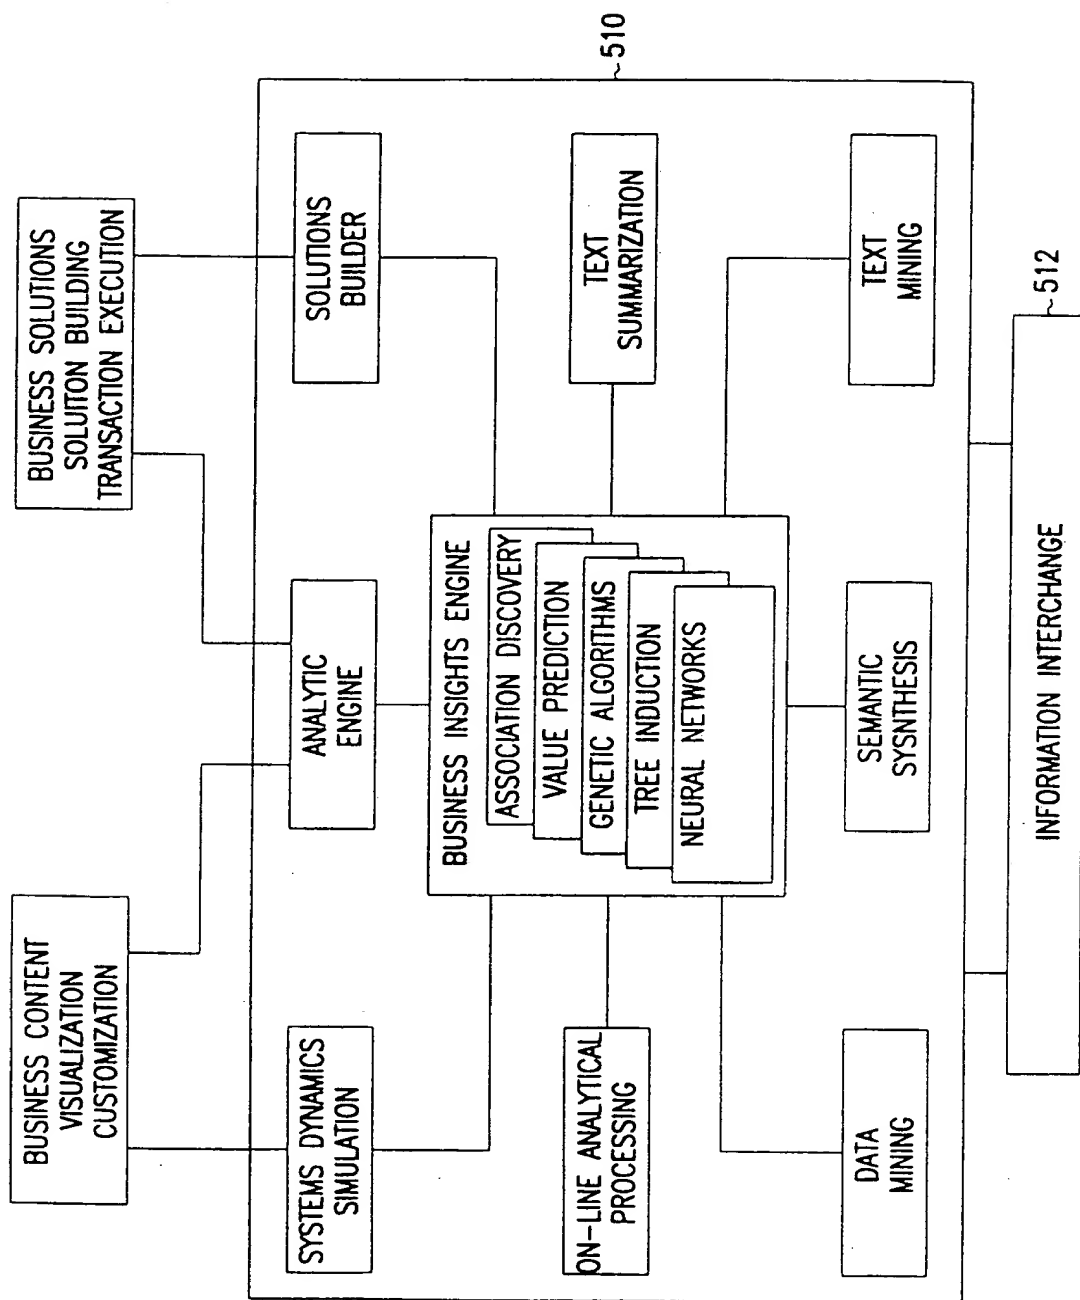 BUSINESS CONTENT
VISUALIZATION
CUSTOMIZATION
BUSINESS SOLUTIONS
SOLUITON BUILDING
TRANSACTION EXECUTION
SYSTEMS DYNAMICS
SIMULATION
ANALYTIC
ENGINE
SOLUTIONS
BUILDER
510
ON-LINE ANALYTICAL
PROCESSING
BUSINESS INSIGHTS ENGINE
ASSOCIATION DISCOVERY
VALUE PREDICTION
GENETIC ALGORITHMS
TREE INDUCTION
NEURAL NETWORKS
TEXT
SUMMARIZATION
DATA
MINING
SEMANTIC
SYSNTHESIS
TEXT
MINING
512
INFORMATION INTERCHANGE